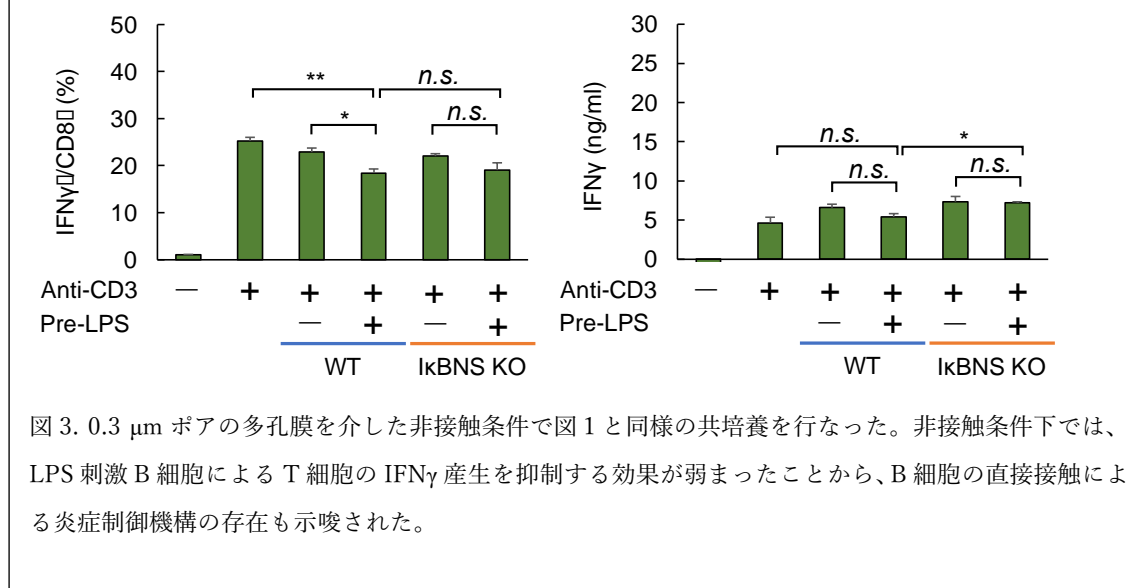 50
40
30
20
10
0
IFNγ▯/CD8▯ (%)
**
*
n.s.
n.s.
Anti-CD3 — + + + + +
Pre-LPS — + — +
WT IκBNS KO
30
25
20
15
10
5
0
IFNγ (ng/ml)
n.s.
n.s.
*
n.s.
Anti-CD3 — + + + + +
Pre-LPS — + — +
WT IκBNS KO
図 3. 0.3 μm ポアの多孔膜を介した非接触条件で図 1 と同様の共培養を行なった。非接触条件下では、
LPS 刺激 B 細胞による T 細胞の IFNγ 産生を抑制する効果が弱まったことから、B 細胞の直接接触によ
る炎症制御機構の存在も示唆された。